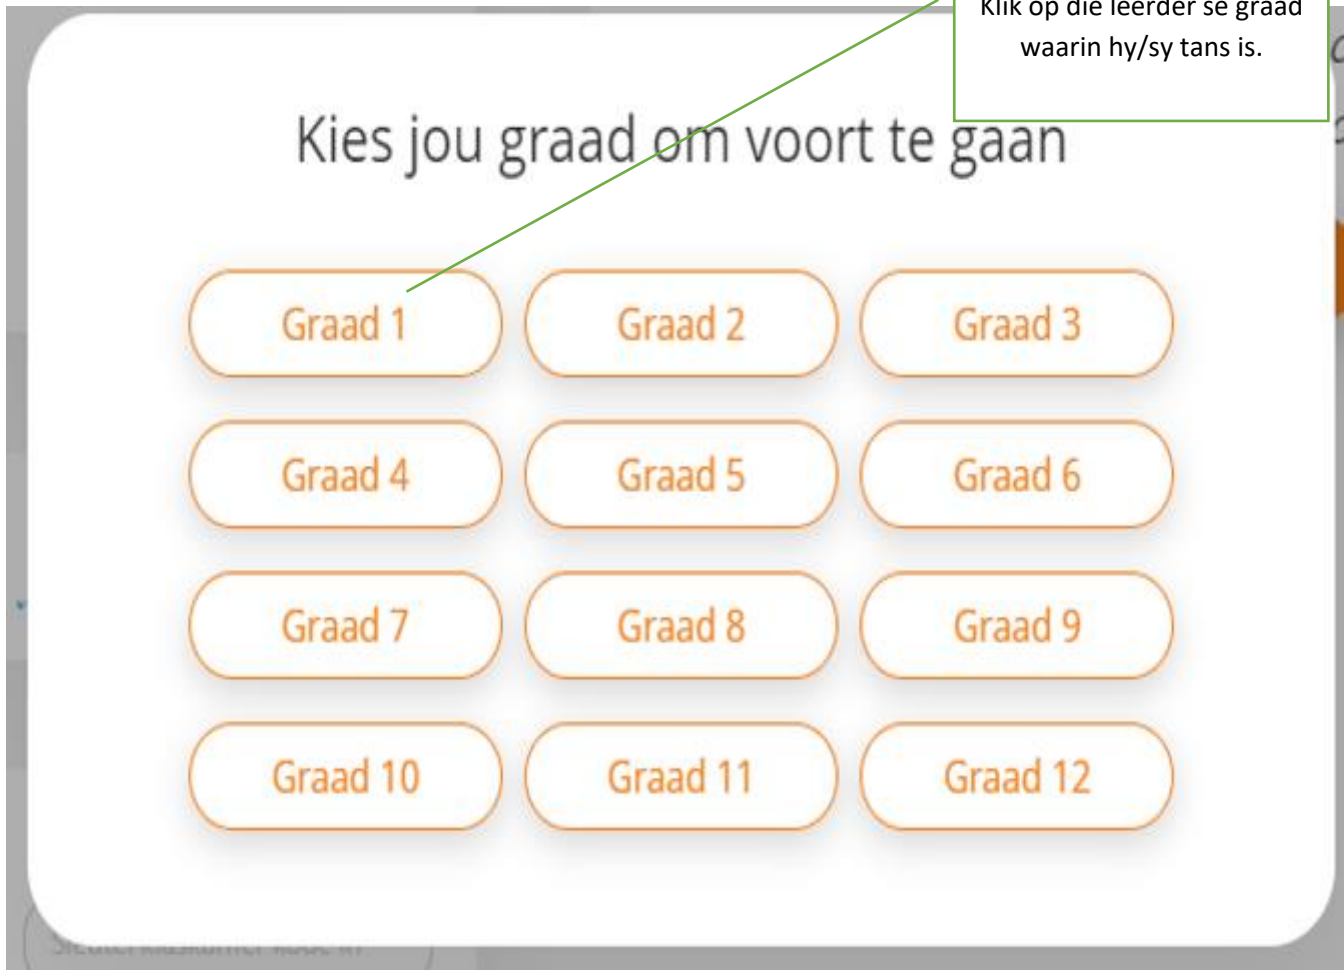 Klik op die leerder se graad
waarin hy/sy tans is.
Kies jou graad om voort te gaan
Graad 1
Graad 2
Graad 3
Graad 4
Graad 5
Graad 6
Graad 7
Graad 8
Graad 9
Graad 10
Graad 11
Graad 12